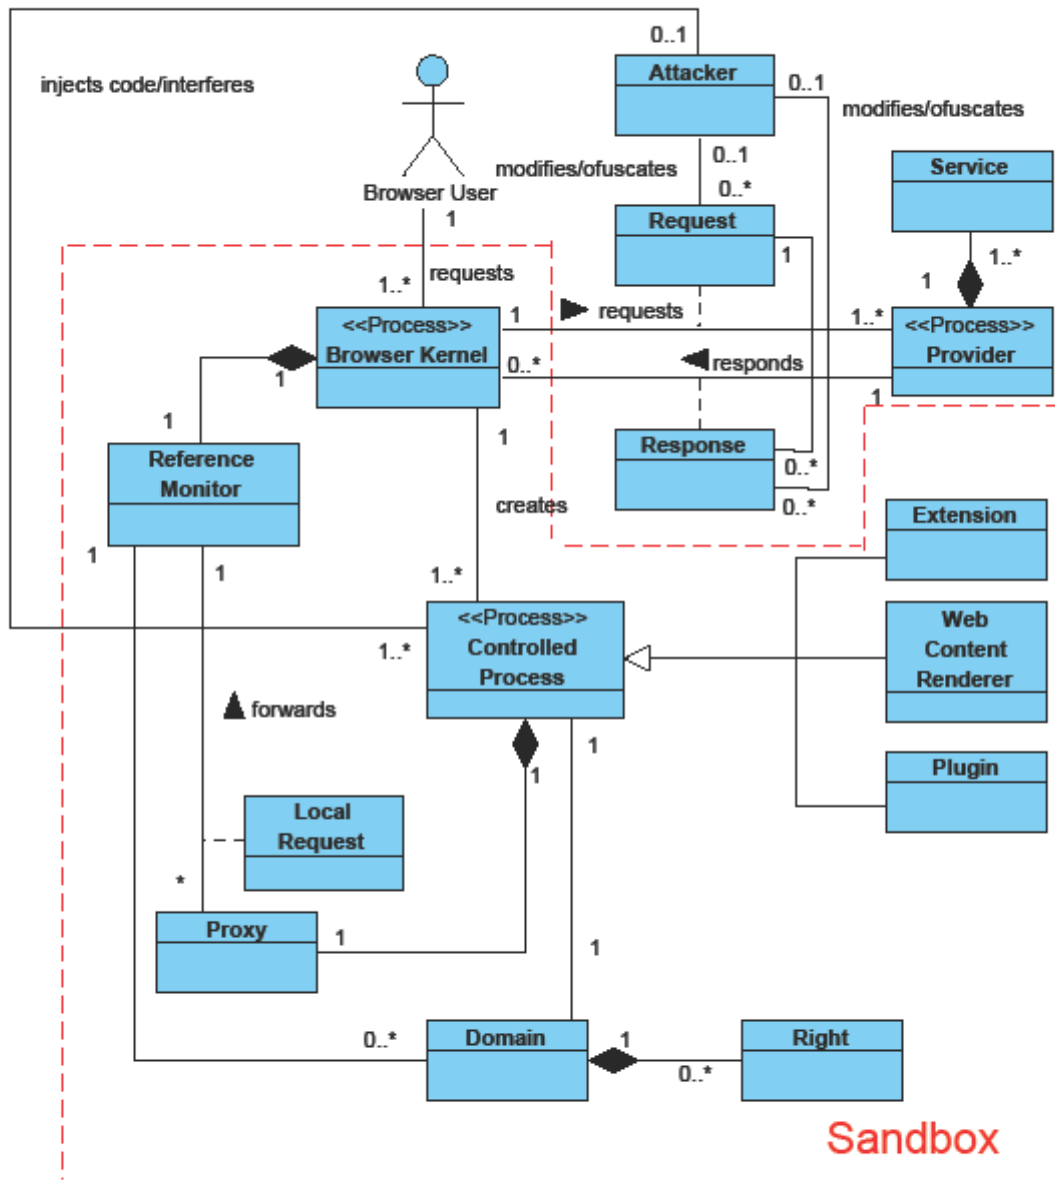 0..1
Attacker
injects code/interferes
0..1
modifies/ofuscates
0..1
modifies/ofuscates
Service
0..*
Browser User
1
Request
1
1..*
requests
1..*
1
<<Process>>
Browser Kernel
1
requests
1..*
<<Process>>
Provider
0..*
responds
1
1
1
1
Reference
Monitor
Response
0..*
0..*
creates
Extension
1
1
1..*
<<Process>>
Controlled
Process
1..*
Web
Content
Renderer
forwards
1
1
Plugin
Local
Request
*
Proxy
1
1
0..*
Domain
1
0..*
Right
Sandbox